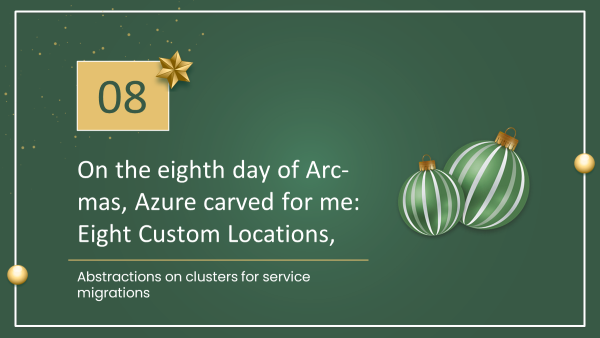 08
On the eighth day of Arc-
mas, Azure carved for me:
Eight Custom Locations,
Abstractions on clusters for service
migrations